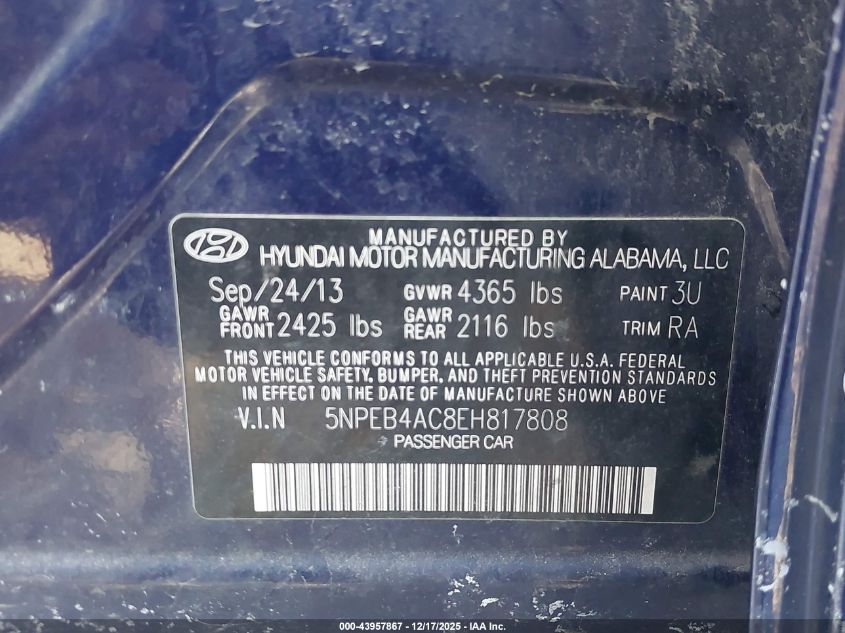 MANUFACTURED BY
HYUNDAI MOTOR MANUFACTURING ALABAMA, LLC
Sep/24/13 GVWR 4365 lbs PAINT 3U
GAWR FRONT 2425 lbs GAWR REAR 2116 lbs TRIM RA
THIS VEHICLE CONFORMS TO ALL APPLICABLE U.S.A. FEDERAL
MOTOR VEHICLE SAFETY, BUMPER, AND THEFT PREVENTION STANDARDS
IN EFFECT ON THE DATE OF MANUFACTURE SHOWN ABOVE
V.I.N 5NPEB4AC8EH817808
PASSENGER CAR
000-43957867 - 12/17/2025 - IAA Inc.